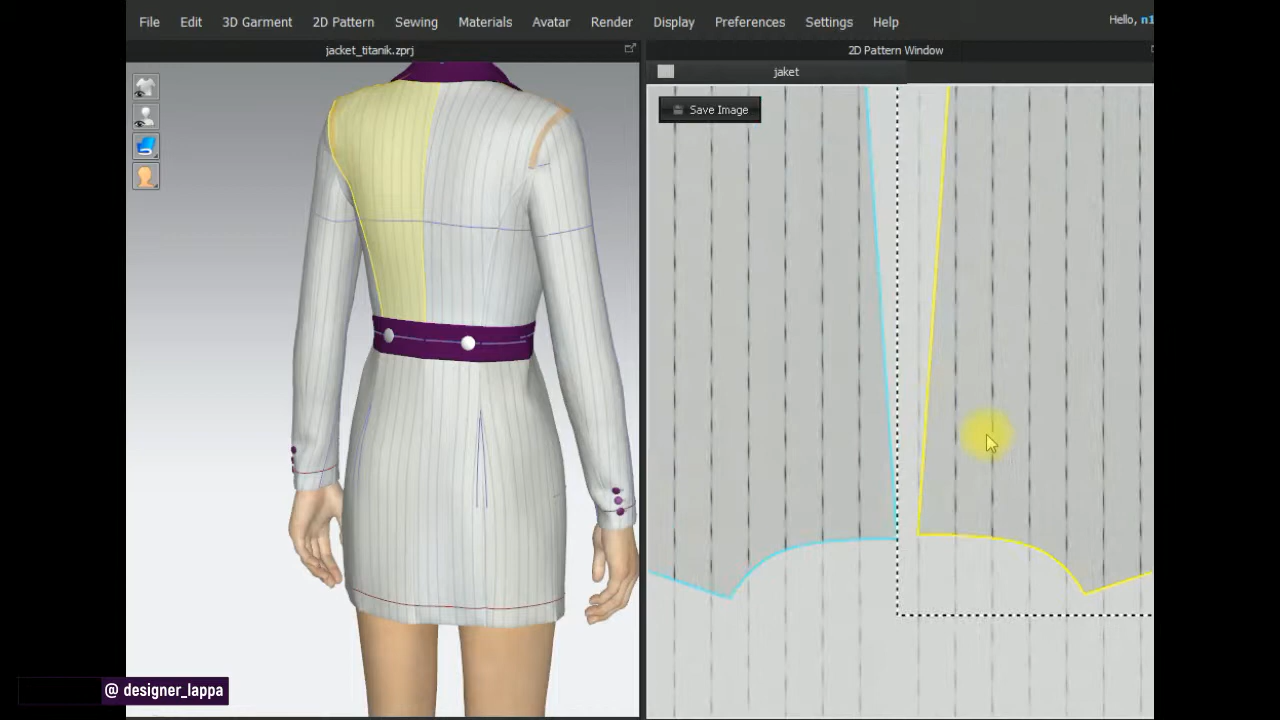 File Edit 3D Garment 2D Pattern Sewing Materials Avatar Render Display Preferences Settings Help Hello, n1
jacket_titanik.zprj
2D Pattern Window
jaket
Save Image
@ designer_lappa